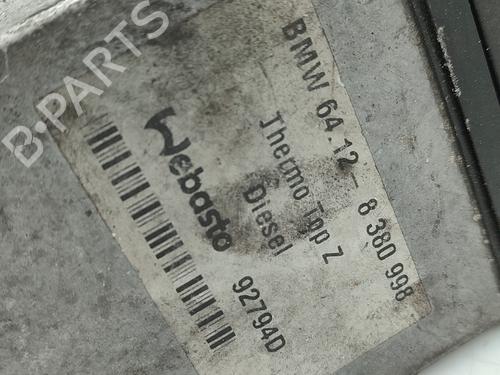 B-PARTS
BMW 64.12 - 8 380 998
Thermo Top Z
Diesel
Webasto 92794D